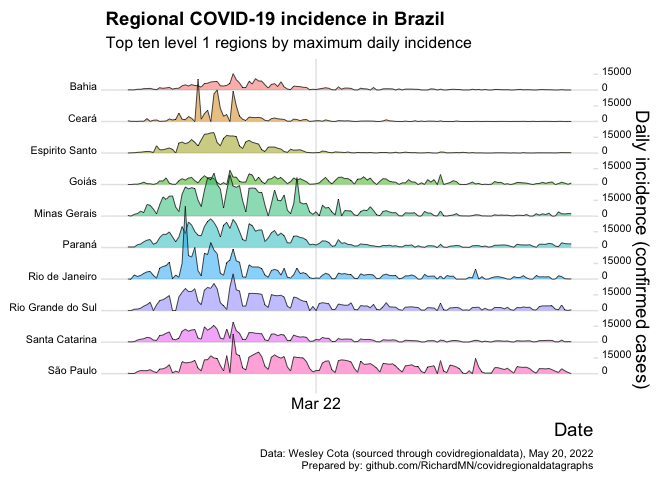 Regional COVID-19 incidence in Brazil
Top ten level 1 regions by maximum daily incidence
Bahia
15000
0
Ceará
15000
0
Espirito Santo
15000
0
Goiás
15000
0
Minas Gerais
15000
0
Paraná
15000
0
Rio de Janeiro
15000
0
Rio Grande do Sul
15000
0
Santa Catarina
15000
0
São Paulo
15000
0
Daily incidence (confirmed cases)
Mar 22
Date
Data: Wesley Cota (sourced through covidregionaldata), May 20, 2022
Prepared by: github.com/RichardMN/covidregionaldatagraphs